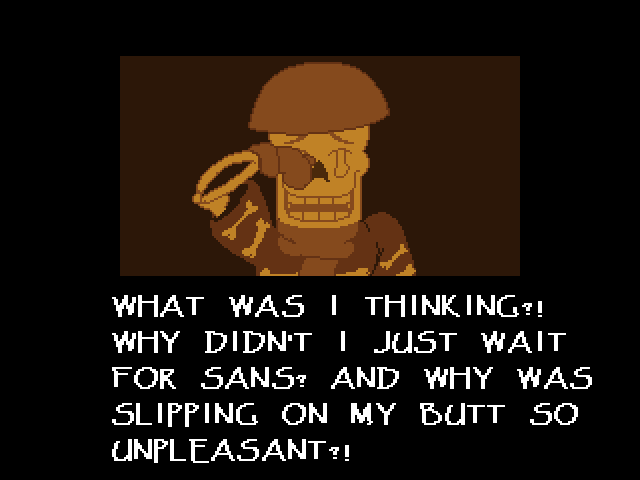 WHAT WAS I THINKING?!
WHY DIDN'T I JUST WAIT
FOR SANS? AND WHY WAS
SLIPPING ON MY BUTT SO
UNPLEASANT?!